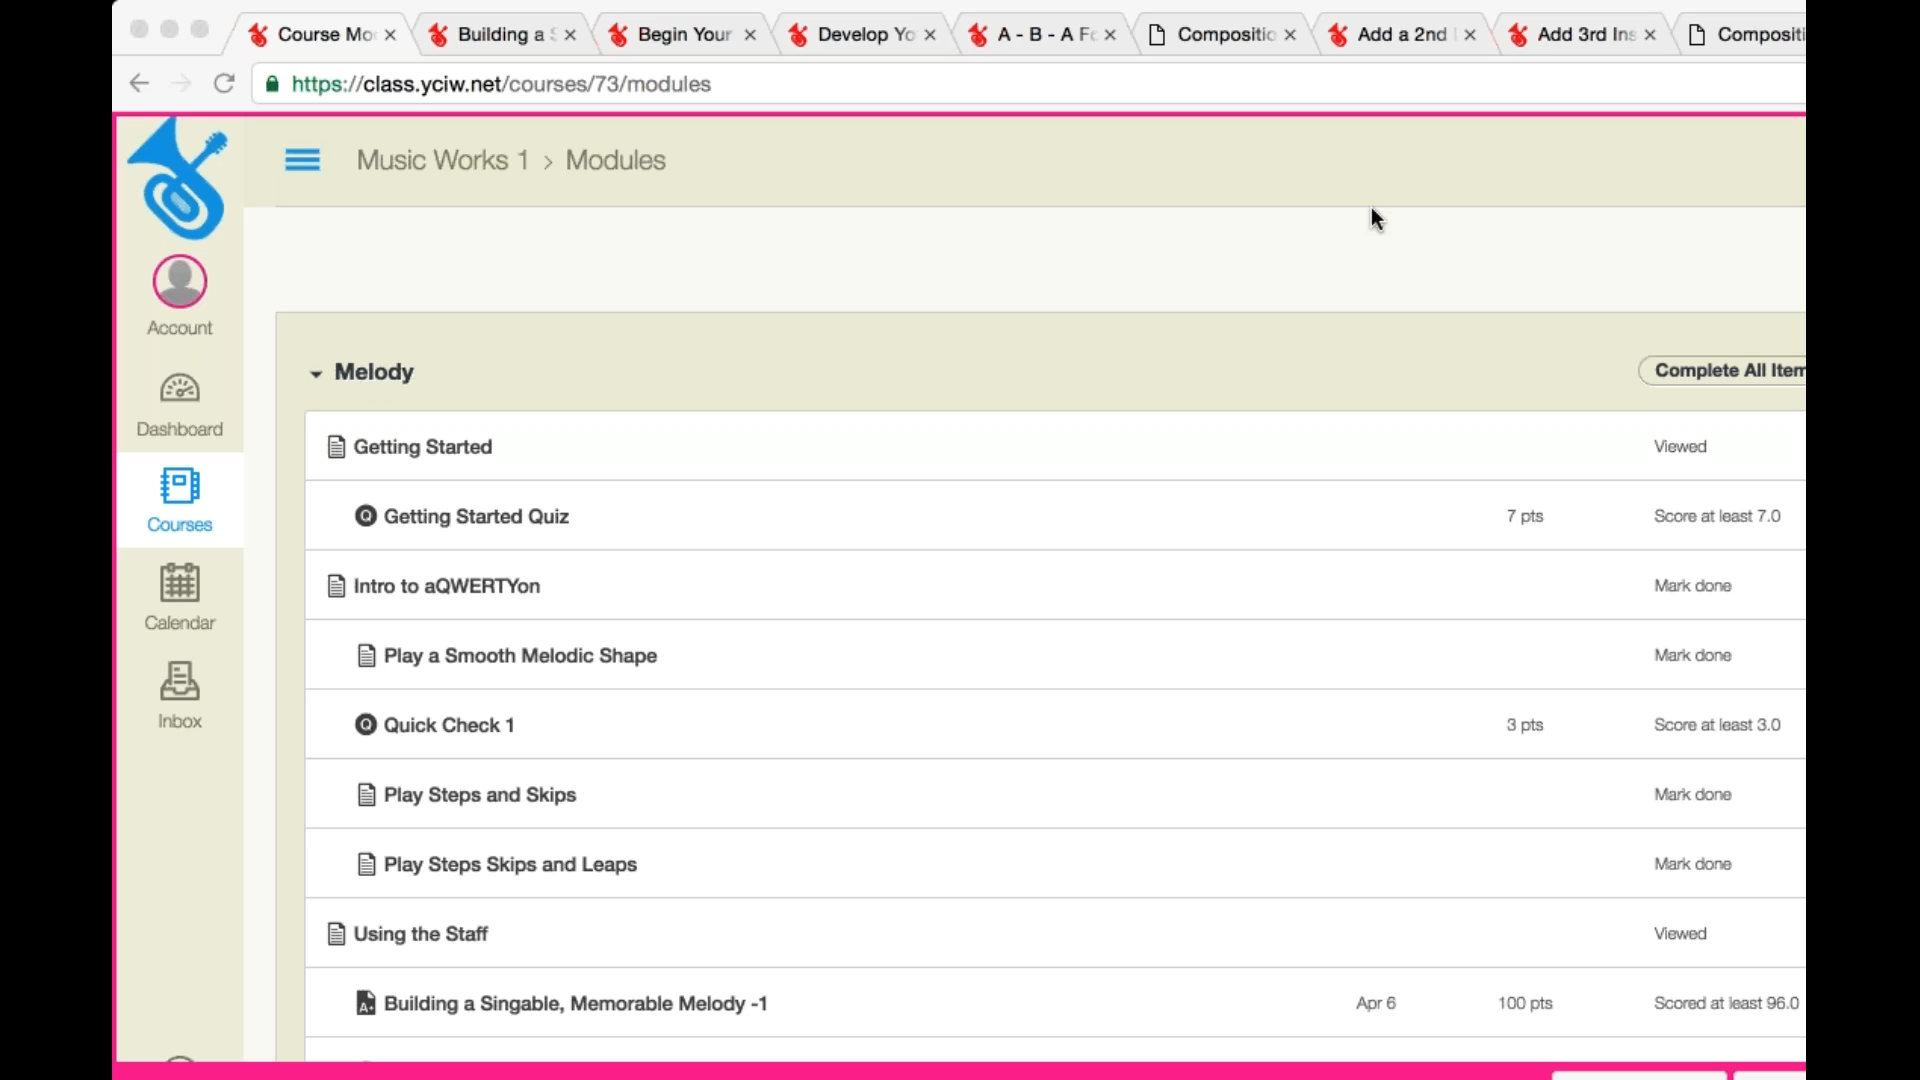 Course Mo
Building a S
Begin Your
Develop Yo
A - B - A Fo
Compositio
Add a 2nd
Add 3rd Ins
Compositi
https://class.yciw.net/courses/73/modules
Music Works 1 > Modules
Account
Dashboard
Courses
Calendar
Inbox
Melody
Complete All Item
Getting Started
Viewed
Getting Started Quiz
7 pts
Score at least 7.0
Intro to aQWERTYon
Mark done
Play a Smooth Melodic Shape
Mark done
Quick Check 1
3 pts
Score at least 3.0
Play Steps and Skips
Mark done
Play Steps Skips and Leaps
Mark done
Using the Staff
Viewed
Building a Singable, Memorable Melody -1
Apr 6
100 pts
Scored at least 96.0